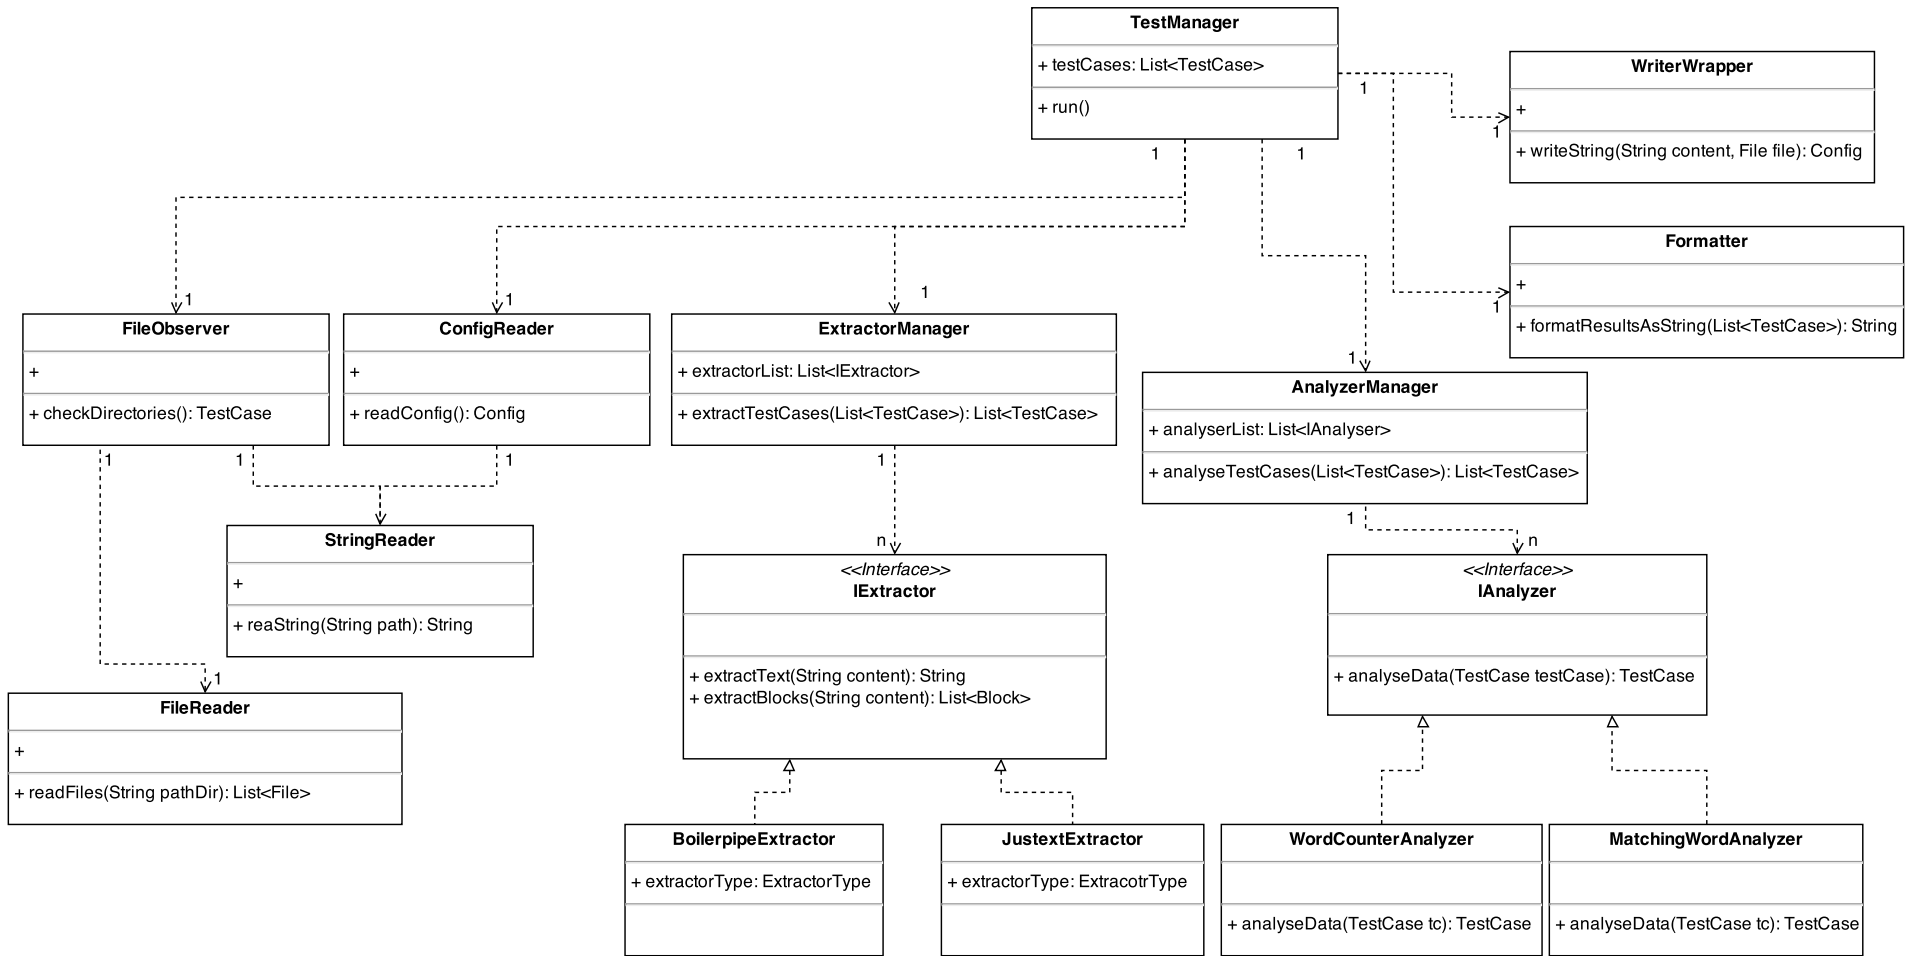 TestManager
+ testCases: List<TestCase>
+ run()
1
1
1
1
1
WriterWrapper
+
+ writeString(String content, File file): Config
Formatter
+
+ formatResultsAsString(List<TestCase>): String
1
1
1
1
FileObserver
+
+ checkDirectories(): TestCase
ConfigReader
+
+ readConfig(): Config
ExtractorManager
+ extractorList: List<IExtractor>
+ extractTestCases(List<TestCase>): List<TestCase>
AnalyzerManager
+ analyserList: List<IAnalyser>
+ analyseTestCases(List<TestCase>): List<TestCase>
1
1
1
1
1
n
n
StringReader
+
+ reaString(String path): String
<<Interface>>
IExtractor
+ extractText(String content): String
+ extractBlocks(String content): List<Block>
<<Interface>>
IAnalyzer
+ analyseData(TestCase testCase): TestCase
1
FileReader
+
+ readFiles(String pathDir): List<File>
BoilerpipeExtractor
+ extractorType: ExtractorType
JustextExtractor
+ extractorType: ExtracotrType
WordCounterAnalyzer
+ analyseData(TestCase tc): TestCase
MatchingWordAnalyzer
+ analyseData(TestCase tc): TestCase